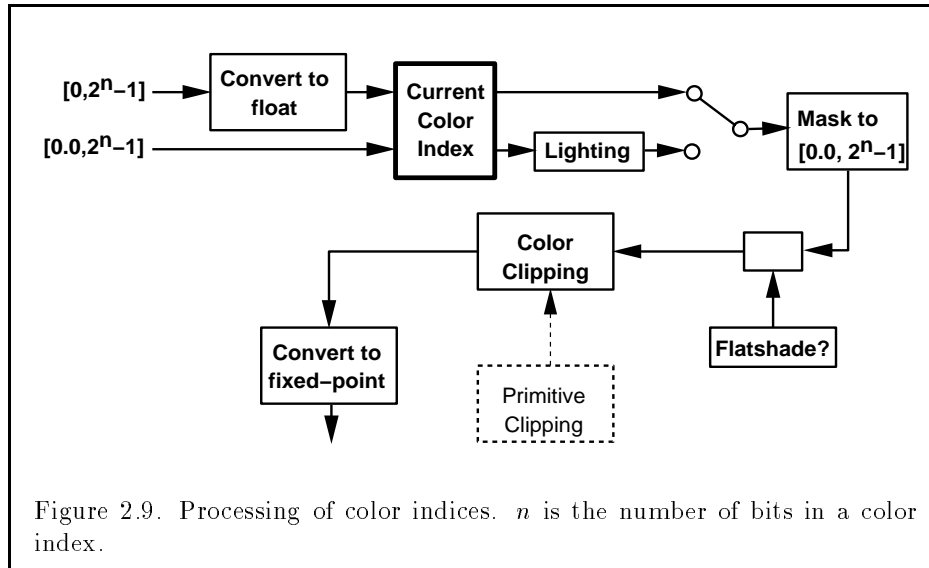 [0,2ⁿ–1]
Convert to
float
Current
Color
Index
[0.0,2ⁿ–1]
Lighting
Mask to
[0.0, 2ⁿ–1]
Color
Clipping
Flatshade?
Convert to
fixed–point
Primitive
Clipping
Figure 2.9. Processing of color indices. n is the number of bits in a color
index.